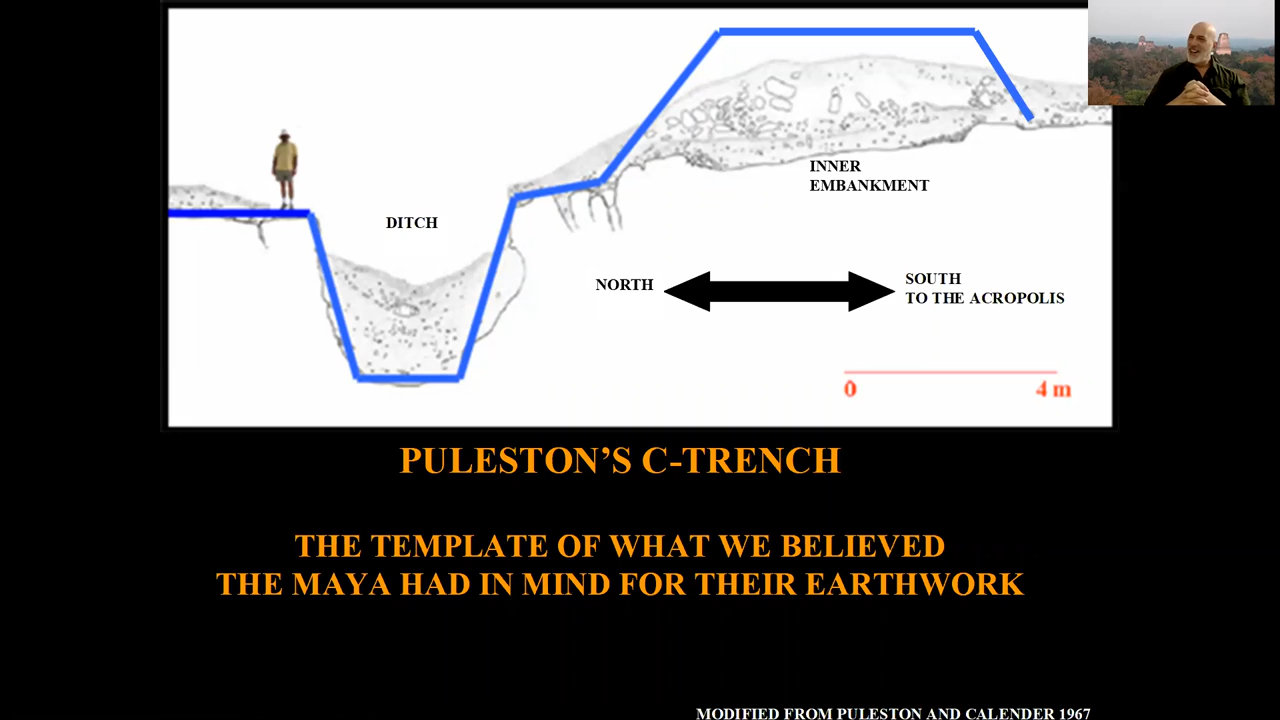 DITCH
INNER
EMBANKMENT
NORTH
SOUTH
TO THE ACROPOLIS
0
4 m
PULESTON’S C-TRENCH
THE TEMPLATE OF WHAT WE BELIEVED
THE MAYA HAD IN MIND FOR THEIR EARTHWORK
MODIFIED FROM PULESTON AND CALENDER 1967